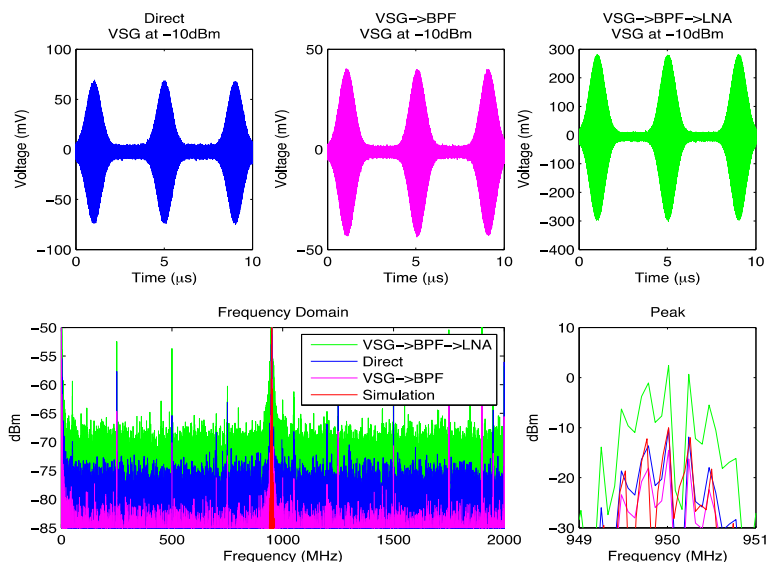 Direct
VSG at −10dBm
VSG−>BPF
VSG at −10dBm
VSG−>BPF−>LNA
VSG at −10dBm
100
50
0
−50
−100
Voltage (mV)
0
5
10
Time (μs)
50
0
−50
Voltage (mV)
0
5
10
Time (μs)
300
200
100
0
−100
−200
−300
−400
Voltage (mV)
0
5
10
Time (μs)
Frequency Domain
−50
−55
−60
−65
−70
−75
−80
−85
dBm
0
500
1000
1500
2000
Frequency (MHz)
VSG−>BPF−>LNA
Direct
VSG−>BPF
Simulation
Peak
10
0
−10
−20
−30
dBm
949
950
951
Frequency (MHz)